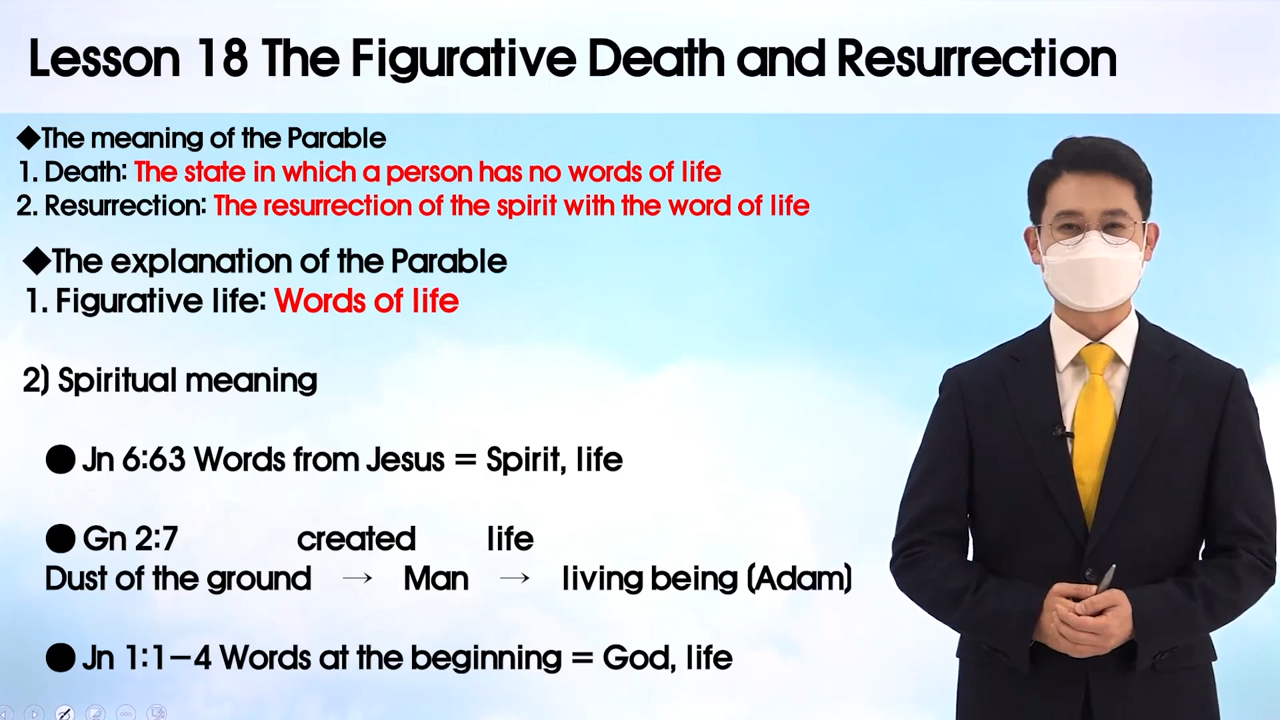 Lesson 18 The Figurative Death and Resurrection
◆The meaning of the Parable
1. Death: The state in which a person has no words of life
2. Resurrection: The resurrection of the spirit with the word of life
◆The explanation of the Parable
1. Figurative life: Words of life
2) Spiritual meaning
● Jn 6:63 Words from Jesus = Spirit, life
● Gn 2:7 created life
Dust of the ground → Man → living being (Adam)
● Jn 1:1–4 Words at the beginning = God, life